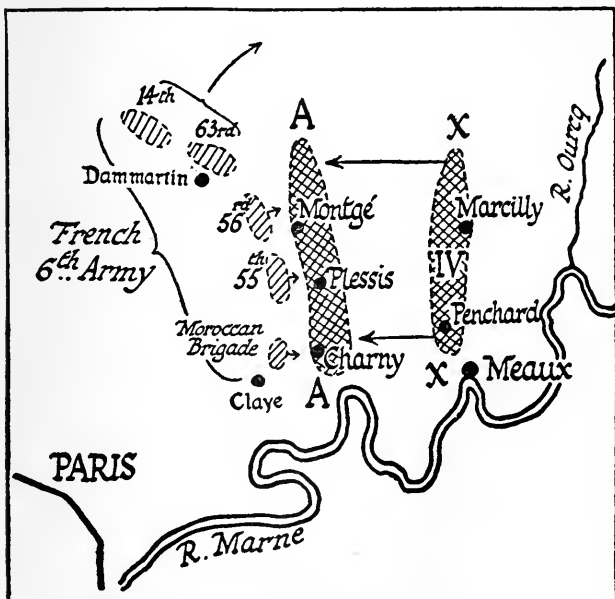 14th
63rd
Dammartin
French
6th Army
A
X
Montgé
Marcilly
R. Ourcq
56rd
55th
Plessis
IV
Penchard
Moroccan
Brigade
Charny
Claye
A
X
Meaux
PARIS
R. Marne